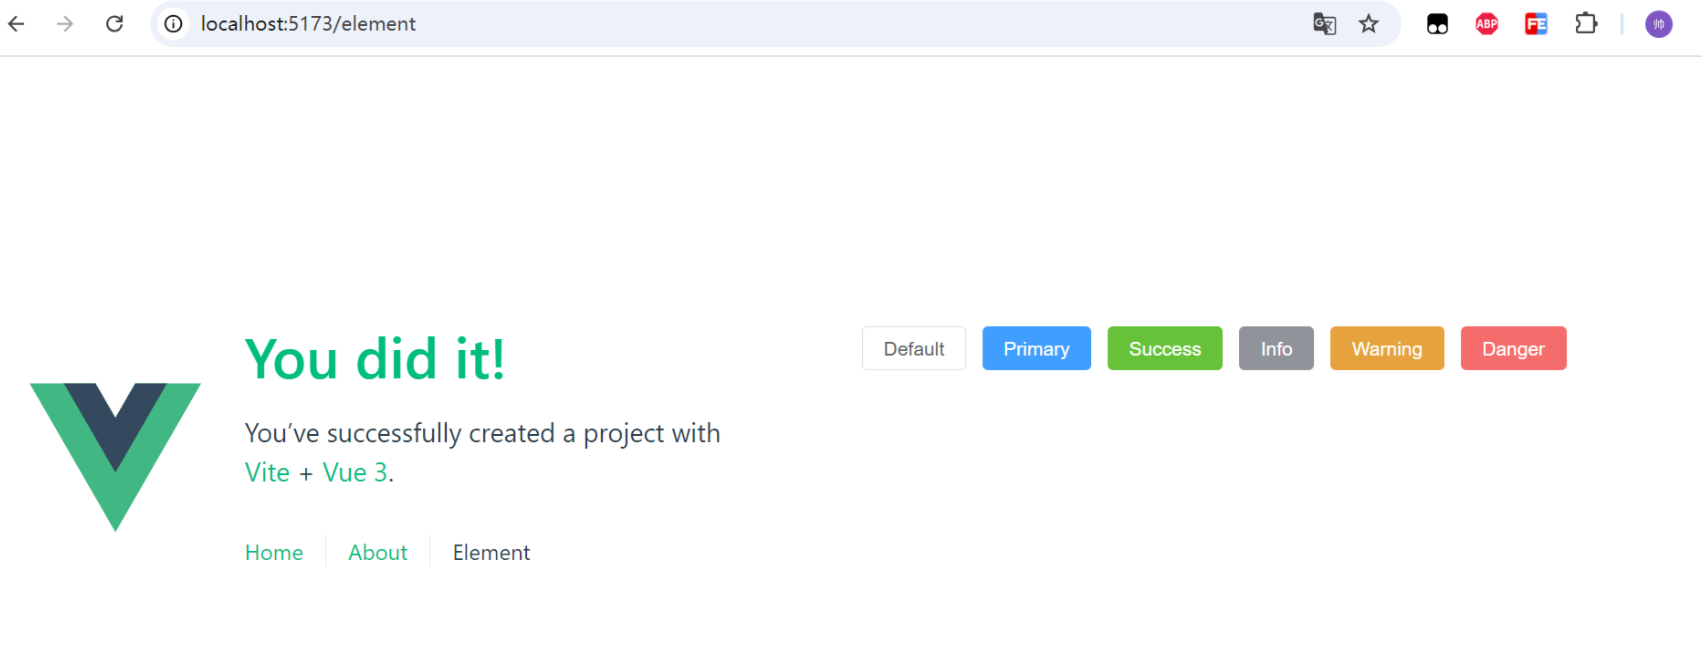 localhost:5173/element
ABP
FE
帅
You did it!
You’ve successfully created a project with
Vite + Vue 3.
Home
About
Element
Default
Primary
Success
Info
Warning
Danger